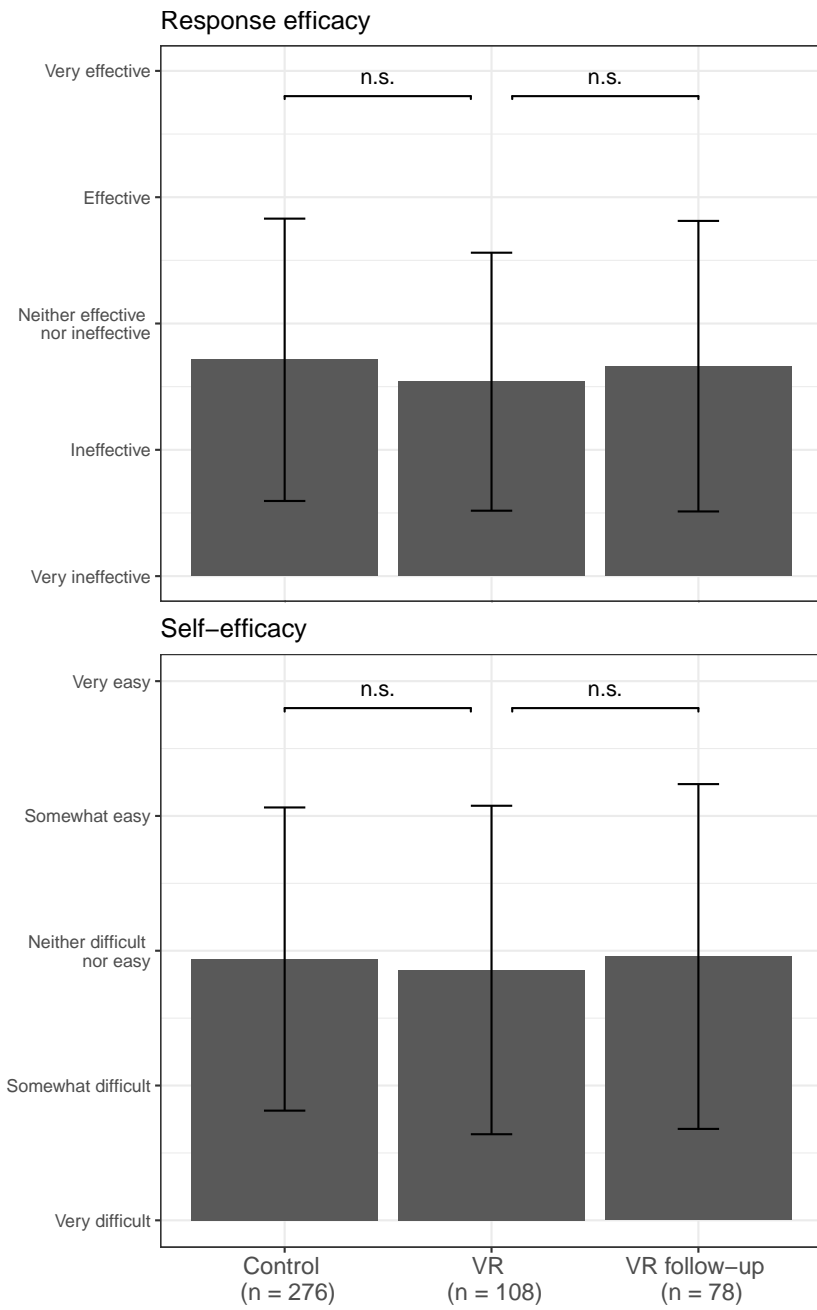 Response efficacy
Very effective
n.s.
n.s.
Effective
Neither effective
nor ineffective
Ineffective
Very ineffective
Self−efficacy
Very easy
n.s.
n.s.
Somewhat easy
Neither difficult
nor easy
Somewhat difficult
Very difficult
Control
(n = 276)
VR
(n = 108)
VR follow−up
(n = 78)